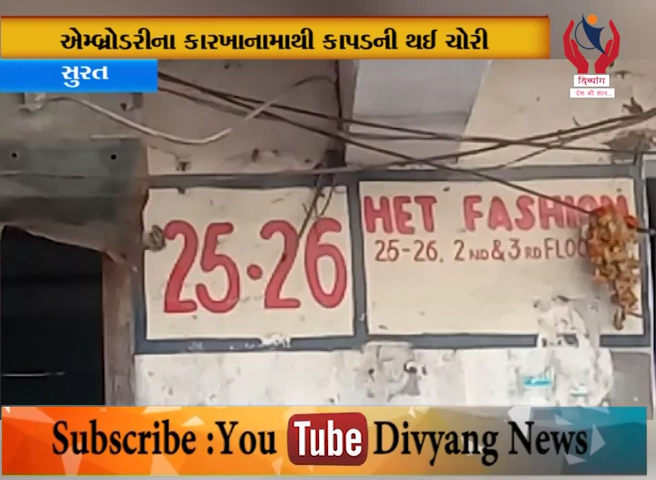 એમ્બ્રોડરીના કારખાનામાથી કાપડની થઈ ચોરી
સુરત
दिव्यांग
देश की शान..
25·26
HET FASHION
25-26, 2ND & 3RD FLOO
Subscribe :You Tube Divyang News